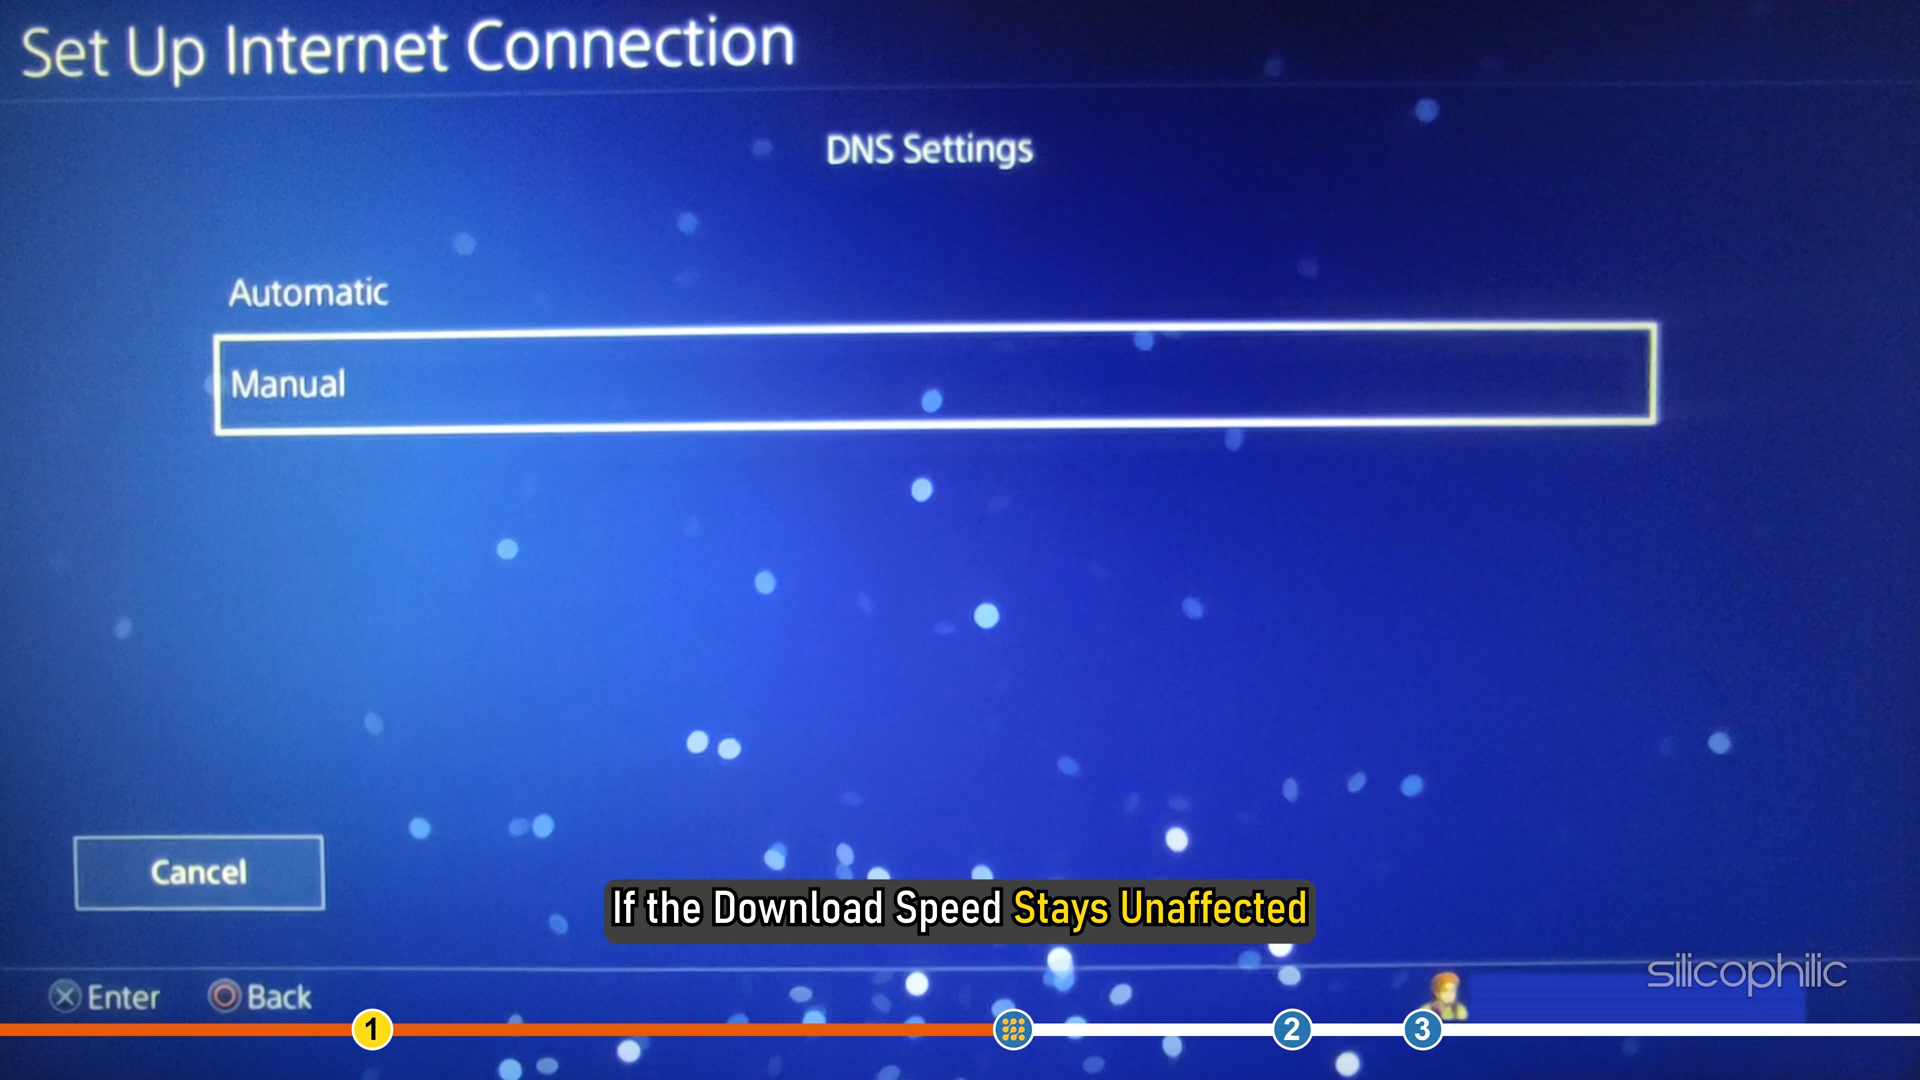 Set Up Internet Connection
DNS Settings
Automatic
Manual
Cancel
If the Download Speed Stays Unaffected
Enter
Back
silicophilic
1
2
3